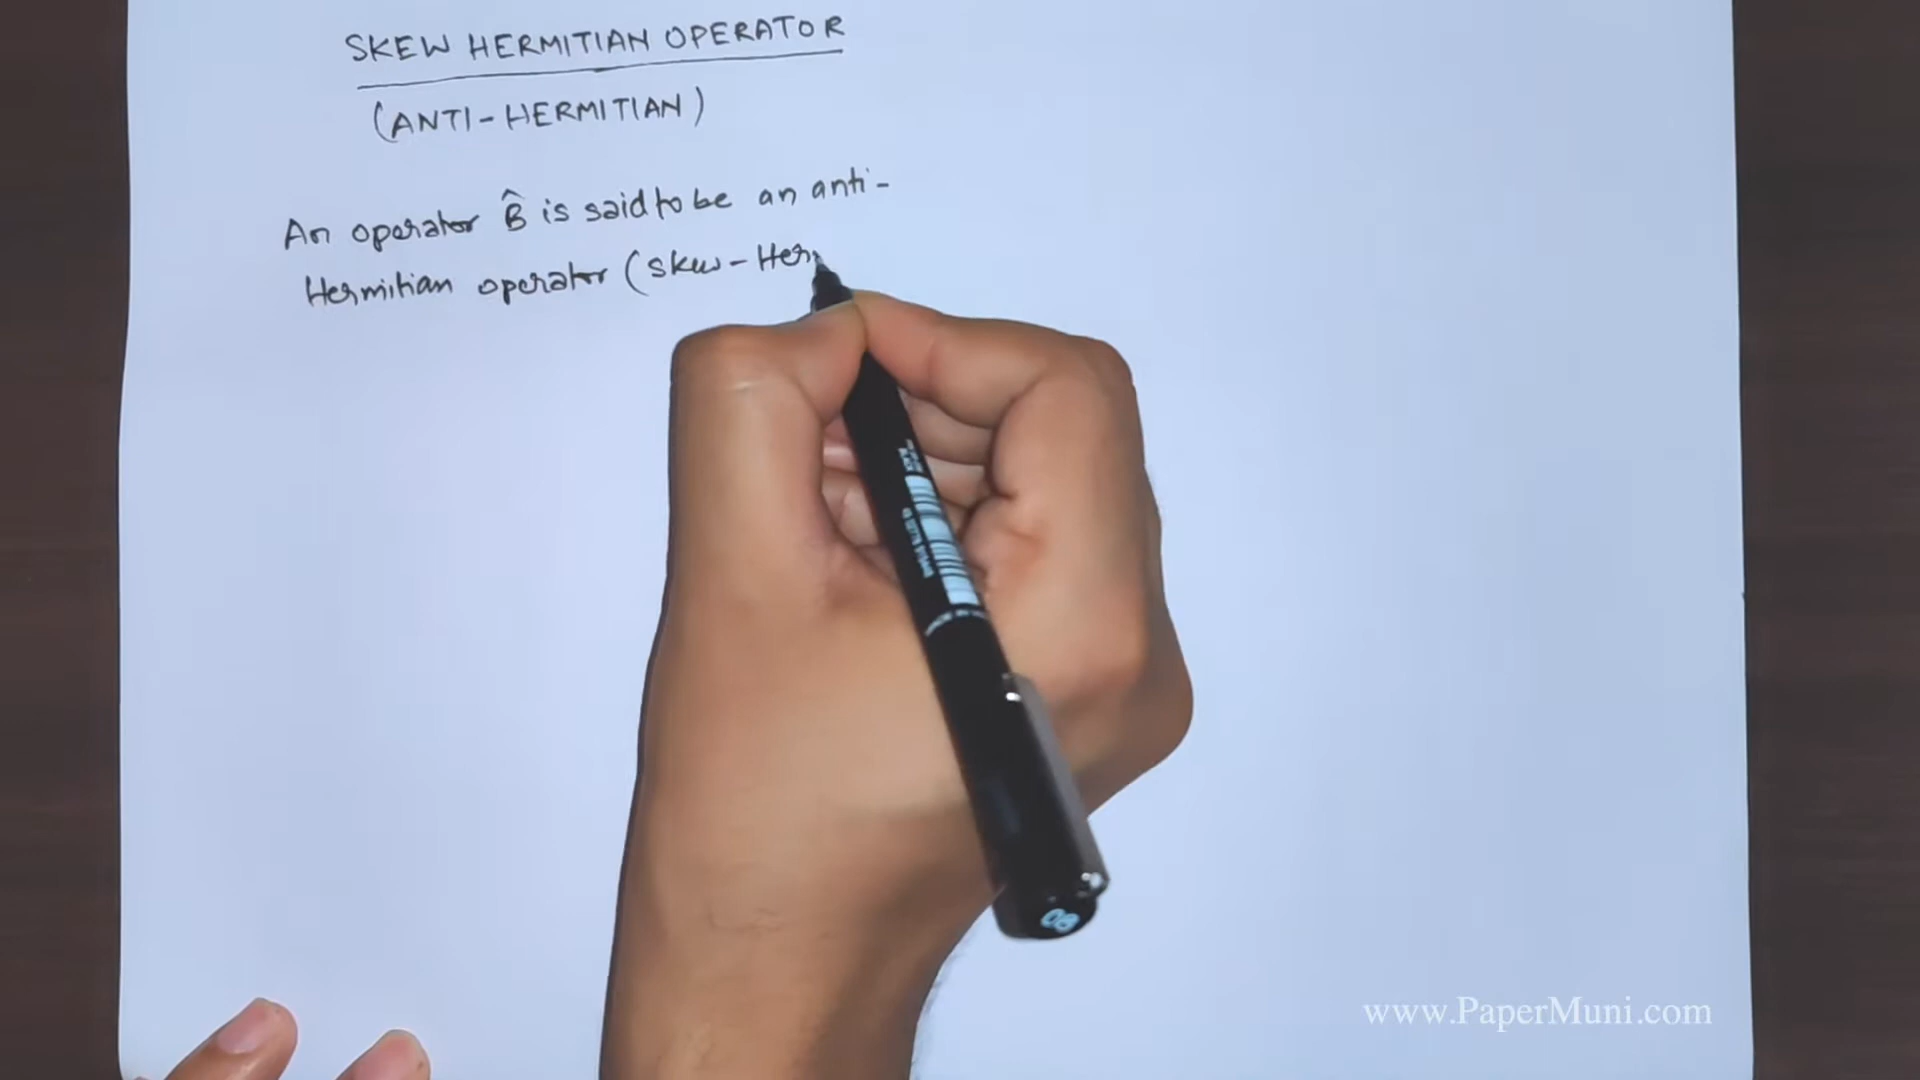 SKEW HERMITIAN OPERATOR
(ANTI-HERMITIAN)
An operator B̂ is said to be an anti-
Hermitian operator (skew-Her
08
www.PaperMuni.com